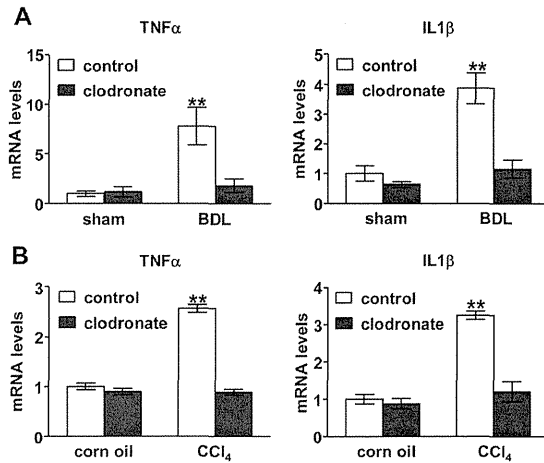 A
TNFα
IL1β
mRNA levels
15
10
5
0
control
clodronate
**
sham
BDL
mRNA levels
5
4
3
2
1
0
control
clodronate
**
sham
BDL
B
TNFα
IL1β
mRNA levels
3
2
1
0
control
clodronate
**
corn oil
CCl₄
mRNA levels
4
3
2
1
0
control
clodronate
**
corn oil
CCl₄